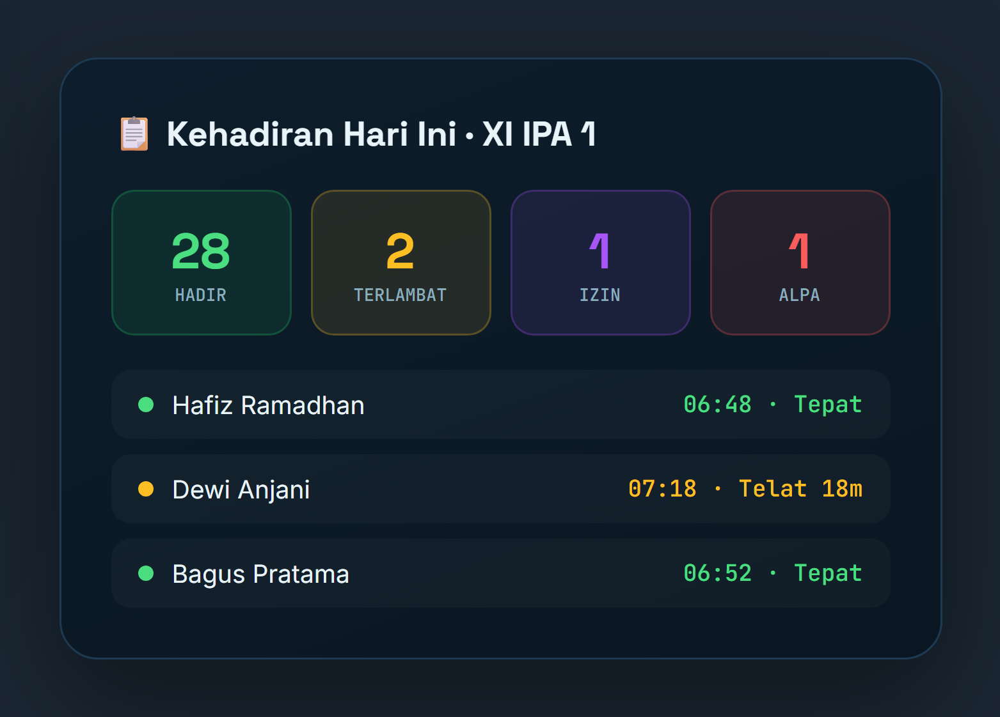 Kehadiran Hari Ini · XI IPA 1
28
HADIR
2
TERLAMBAT
1
IZIN
1
ALPA
Hafiz Ramadhan 06:48 · Tepat
Dewi Anjani 07:18 · Telat 18m
Bagus Pratama 06:52 · Tepat